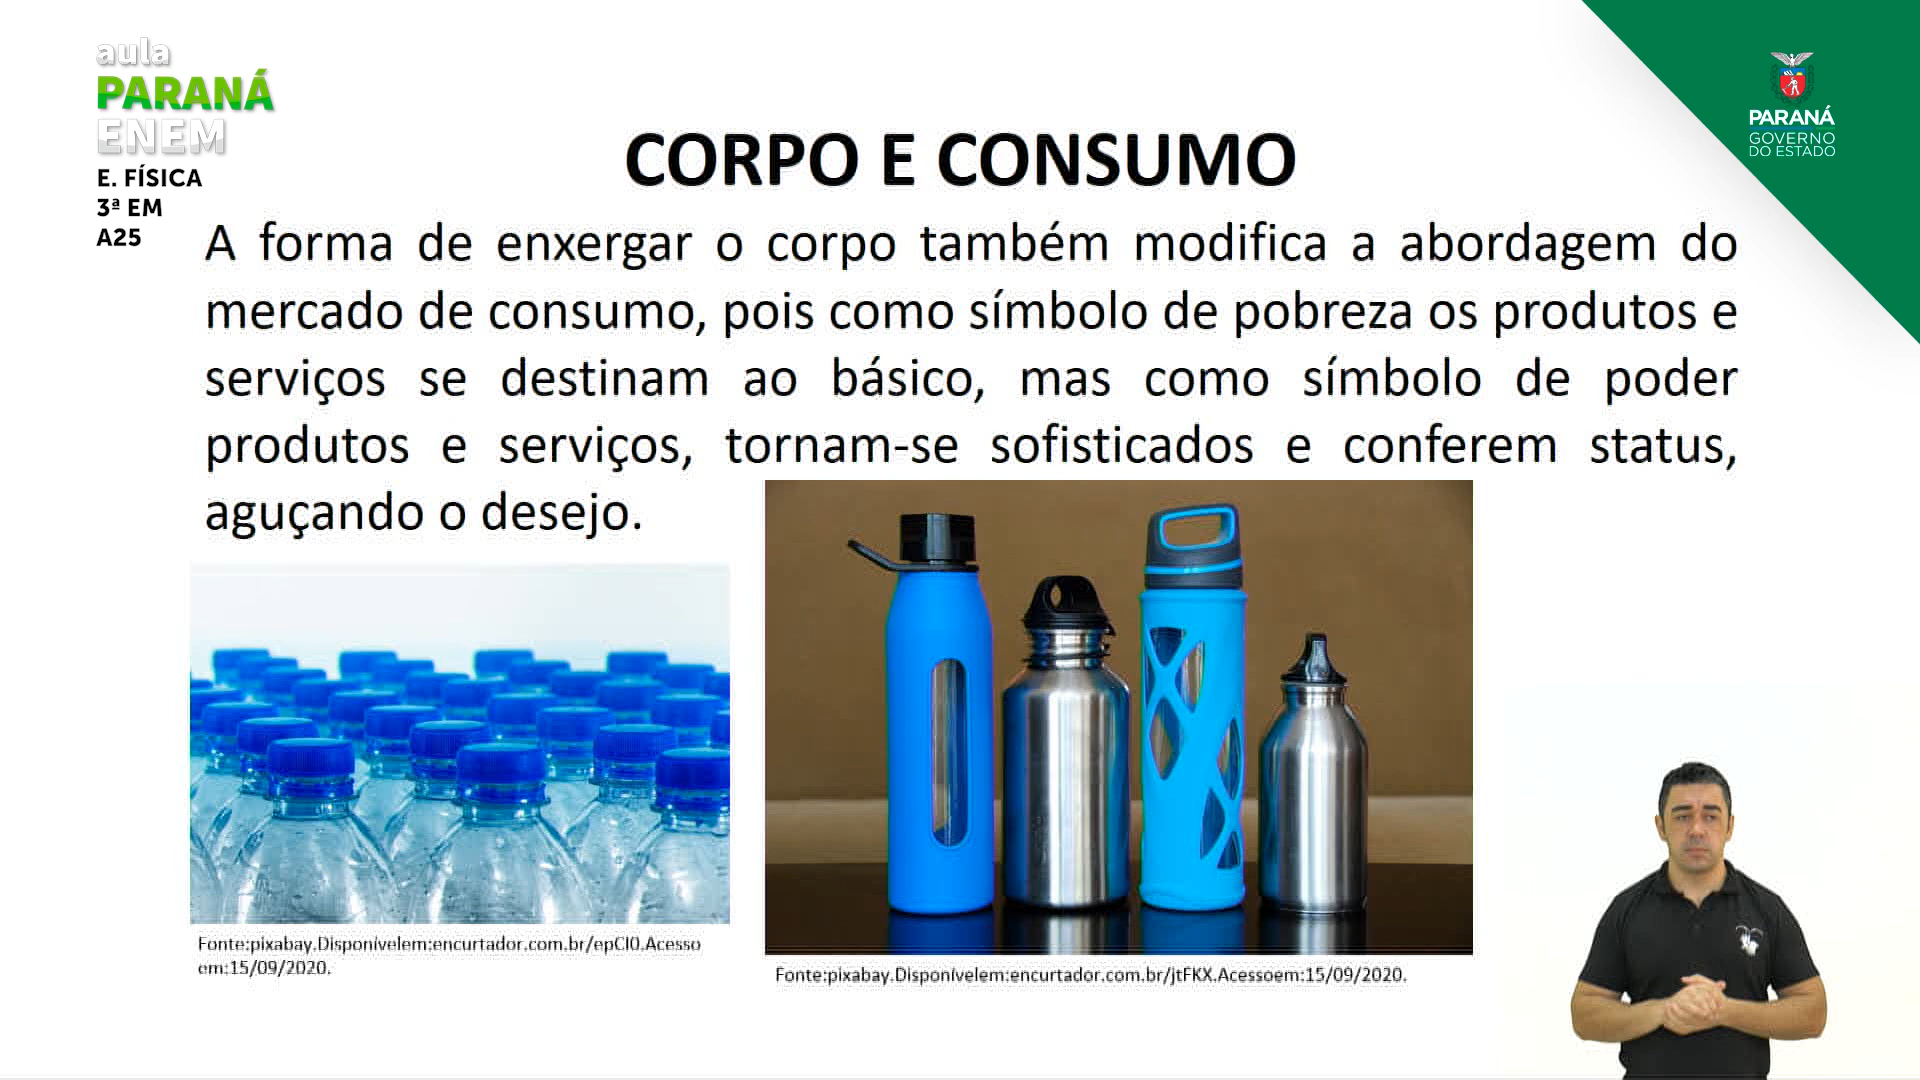 aula
PARANÁ
ENEM
E. FÍSICA
3ª EM
A25
PARANÁ
GOVERNO
DO ESTADO
CORPO E CONSUMO
A forma de enxergar o corpo também modifica a abordagem do
mercado de consumo, pois como símbolo de pobreza os produtos e
serviços se destinam ao básico, mas como símbolo de poder
produtos e serviços, tornam-se sofisticados e conferem status,
aguçando o desejo.
Fonte:pixabay.Disponívelem:encurtador.com.br/epCI0.Acesso
em:15/09/2020.
Fonte:pixabay.Disponívelem:encurtador.com.br/jtFKX.Acessoem:15/09/2020.